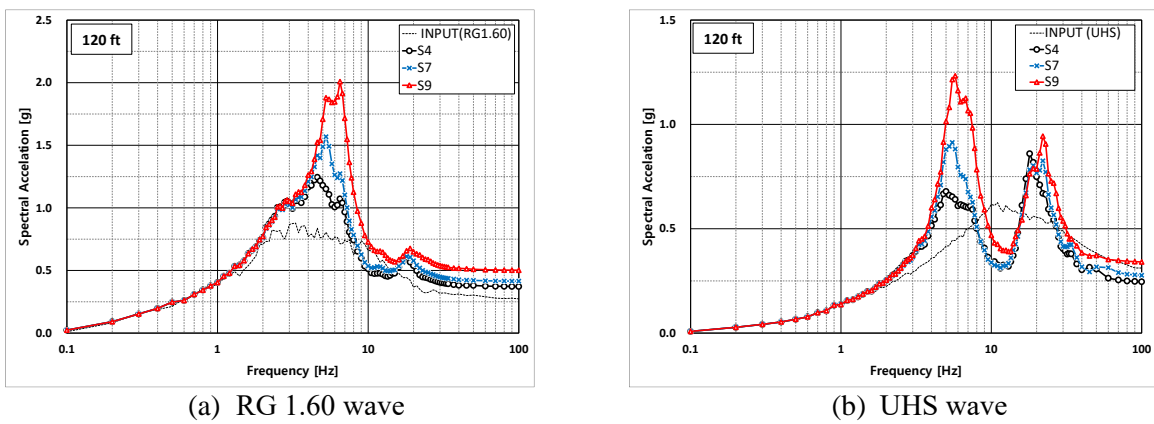 120 ft
INPUT(RG1.60)
S4
S7
S9
Spectral Accelation [g]
2.5
2.0
1.5
1.0
0.5
0.0
0.1
1
10
100
Frequency [Hz]
(a) RG 1.60 wave
120 ft
INPUT (UHS)
S4
S7
S9
Spectral Accelation [g]
1.5
1.0
0.5
0.0
0.1
1
10
100
Frequency [Hz]
(b) UHS wave